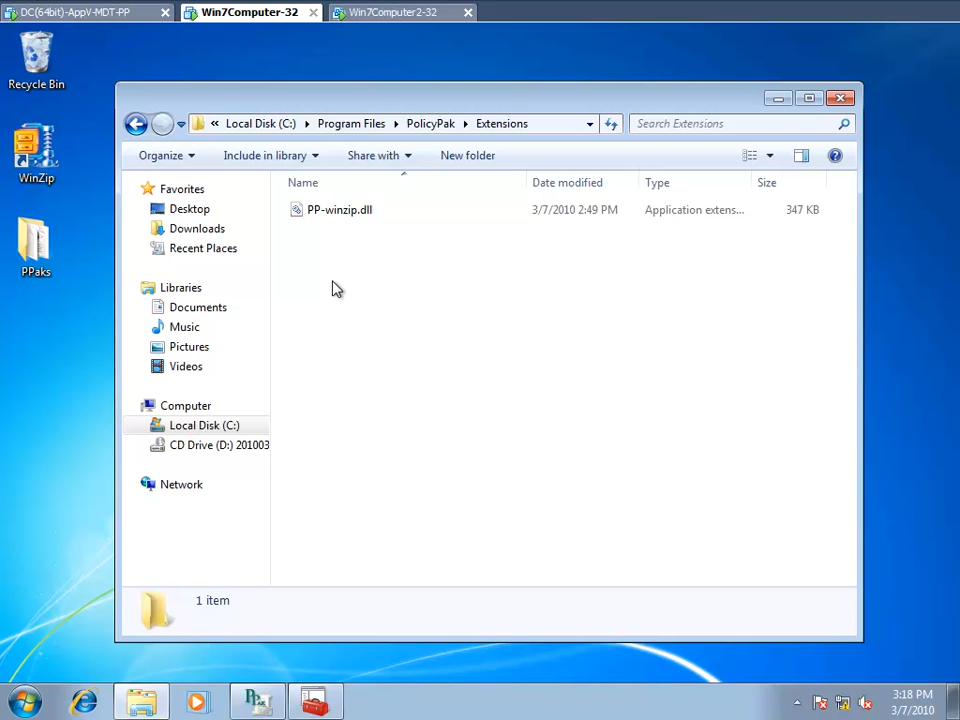 DC(64bit)-AppV-MDT-PP
Win7Computer-32
Win7Computer2-32
Recycle Bin
WinZip
PPaks
« Local Disk (C:) Program Files PolicyPak Extensions
Search Extensions
Organize Include in library Share with New folder
Name Date modified Type Size
PP-winzip.dll 3/7/2010 2:49 PM Application extens... 347 KB
Favorites
Desktop
Downloads
Recent Places
Libraries
Documents
Music
Pictures
Videos
Computer
Local Disk (C:)
CD Drive (D:) 201003
Network
1 item
3:18 PM
3/7/2010